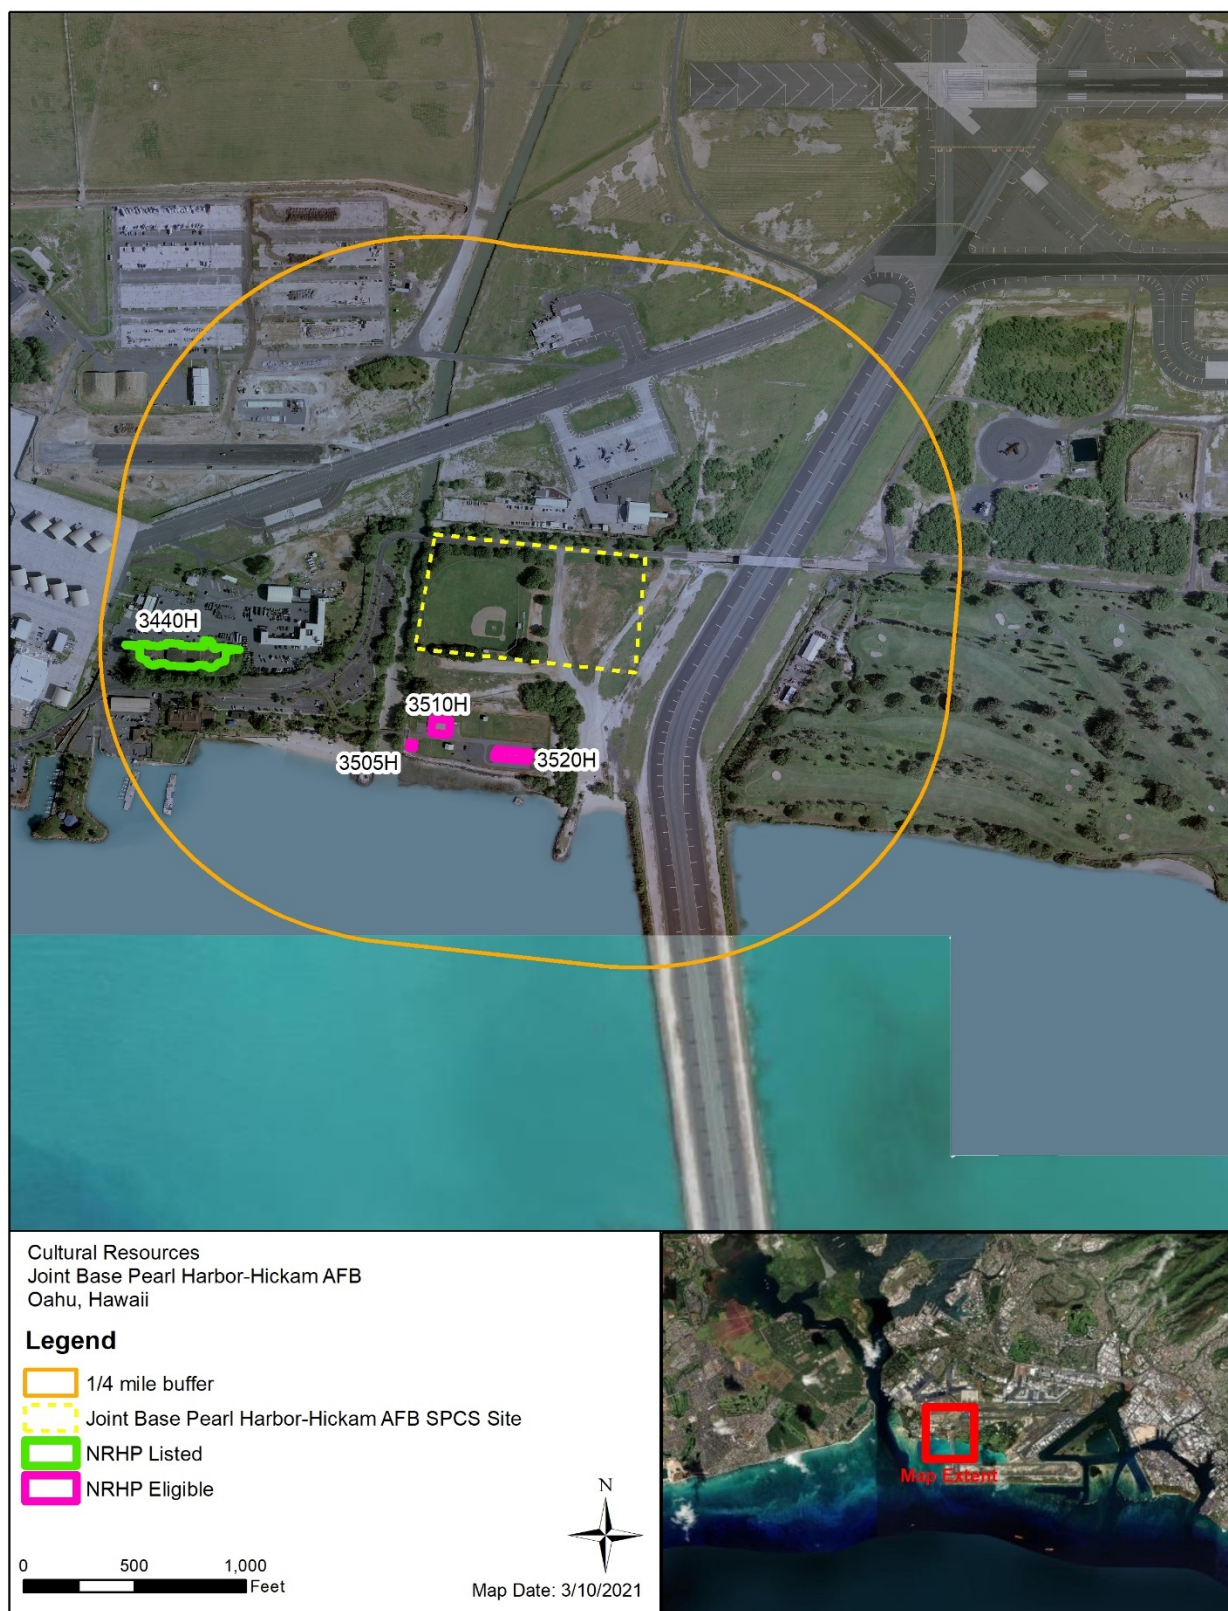 3440H
3510H
3505H
3520H
Cultural Resources
Joint Base Pearl Harbor-Hickam AFB
Oahu, Hawaii
Legend
1/4 mile buffer
Joint Base Pearl Harbor-Hickam AFB SPCS Site
NRHP Listed
NRHP Eligible
N
0 500 1,000
Feet
Map Date: 3/10/2021
Map Extent